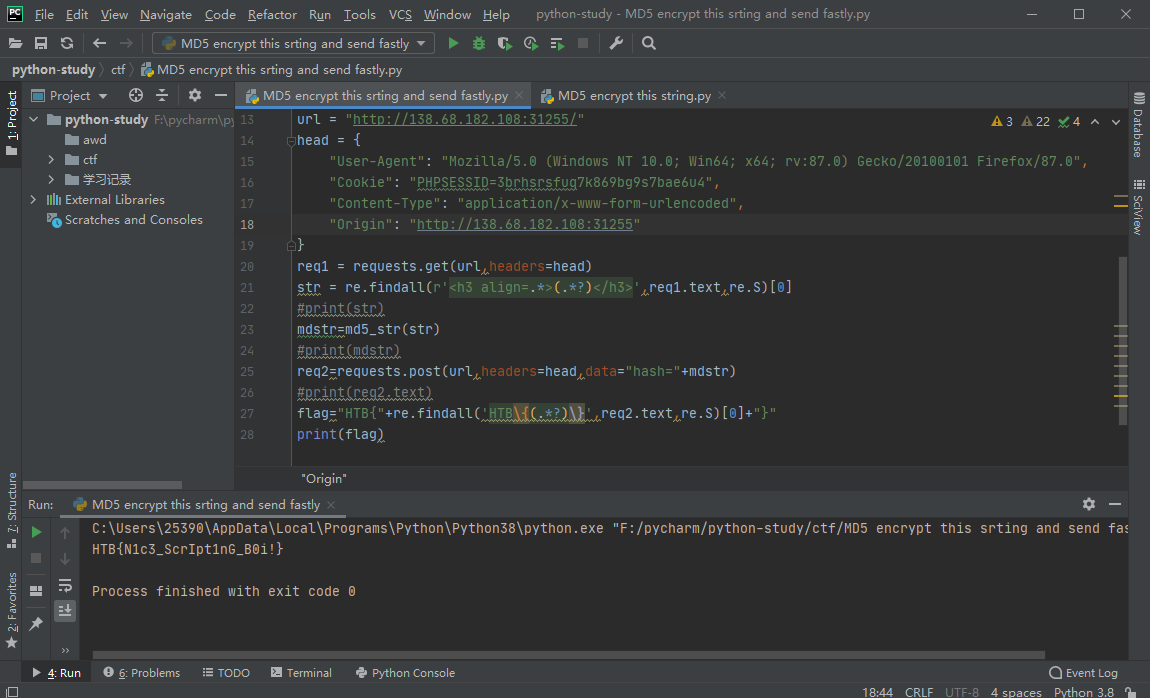 PC File Edit View Navigate Code Refactor Run Tools VCS Window Help python-study - MD5 encrypt this srting and send fastly.py
MD5 encrypt this srting and send fastly
python-study ctf MD5 encrypt this srting and send fastly.py
1: Project
Project
MD5 encrypt this srting and send fastly.py
MD5 encrypt this string.py
python-study F:\pycharm\py
awd
ctf
学习记录
External Libraries
Scratches and Consoles
3 22 4
13 url = "http://138.68.182.108:31255/"
14 head = {
15 "User-Agent": "Mozilla/5.0 (Windows NT 10.0; Win64; x64; rv:87.0) Gecko/20100101 Firefox/87.0",
16 "Cookie": "PHPSESSID=3brhsrsfuq7k869bg9s7bae6u4",
17 "Content-Type": "application/x-www-form-urlencoded",
18 "Origin": "http://138.68.182.108:31255"
19 }
20 req1 = requests.get(url,headers=head)
21 str = re.findall(r'<h3 align=.*>(.*?)</h3>',req1.text,re.S)[0]
22 #print(str)
23 mdstr=md5_str(str)
24 #print(mdstr)
25 req2=requests.post(url,headers=head,data="hash="+mdstr)
26 #print(req2.text)
27 flag="HTB{"+re.findall('HTB\{(.*?)\}',req2.text,re.S)[0]+"}"
28 print(flag)
"Origin"
Database
SciView
7: Structure
2: Favorites
Run: MD5 encrypt this srting and send fastly
C:\Users\25390\AppData\Local\Programs\Python\Python38\python.exe "F:/pycharm/python-study/ctf/MD5 encrypt this srting and send fas
HTB{N1c3_ScrIpt1nG_B0i!}
Process finished with exit code 0
4: Run 6: Problems TODO Terminal Python Console Event Log
18:44 CRLF UTF-8 4 spaces Python 3.8